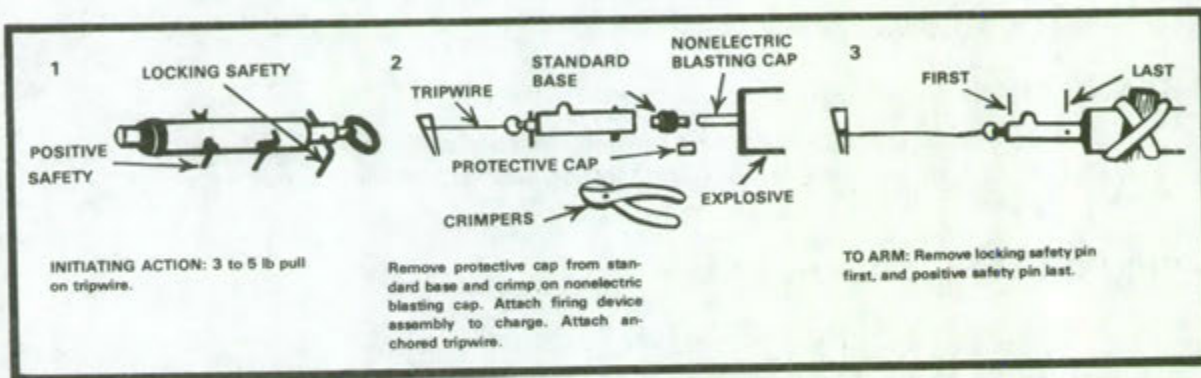 1
LOCKING SAFETY
POSITIVE
SAFETY
INITIATING ACTION: 3 to 5 lb pull
on tripwire.
2
TRIPWIRE
STANDARD
BASE
NONELECTRIC
BLASTING CAP
PROTECTIVE CAP
CRIMPERS
EXPLOSIVE
Remove protective cap from stan-
dard base and crimp on nonelectric
blasting cap. Attach firing device
assembly to charge. Attach an-
chored tripwire.
3
FIRST
LAST
TO ARM: Remove locking safety pin
first, and positive safety pin last.